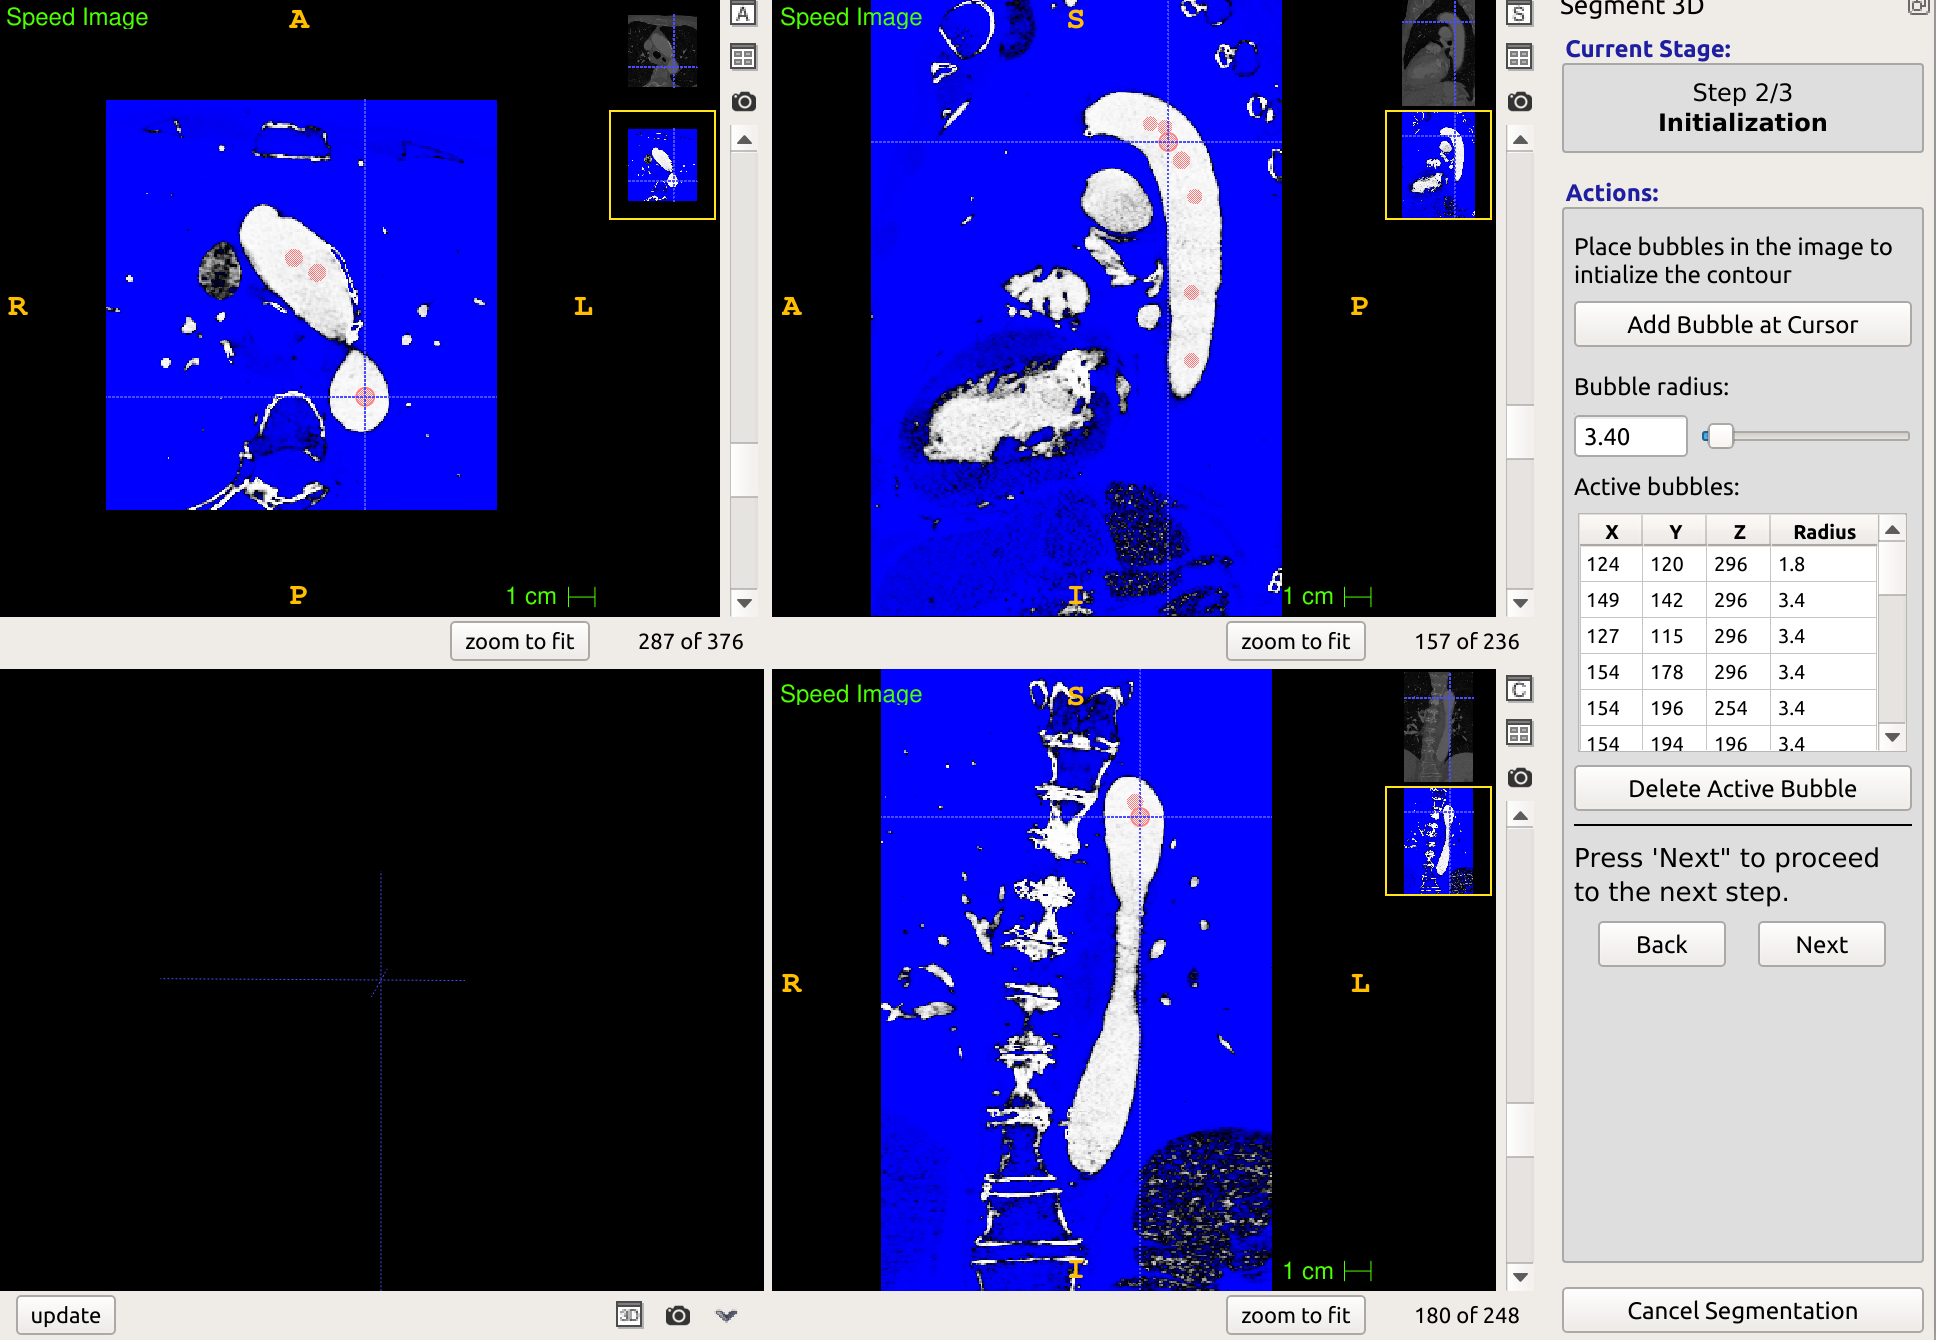 Speed Image
A
R
L
P
1 cm
zoom to fit
287 of 376
A
Speed Image
S
A
P
I
1 cm
zoom to fit
157 of 236
S
update
3D
Speed Image
S
R
L
I
1 cm
zoom to fit
180 of 248
C
Segment 3D
Current Stage:
Step 2/3
Initialization
Actions:
Place bubbles in the image to
intialize the contour
Add Bubble at Cursor
Bubble radius:
3.40
Active bubbles:
X Y Z Radius
124 120 296 1.8
149 142 296 3.4
127 115 296 3.4
154 178 296 3.4
154 196 254 3.4
154 194 196 3.4
Delete Active Bubble
Press 'Next" to proceed
to the next step.
Back Next
Cancel Segmentation